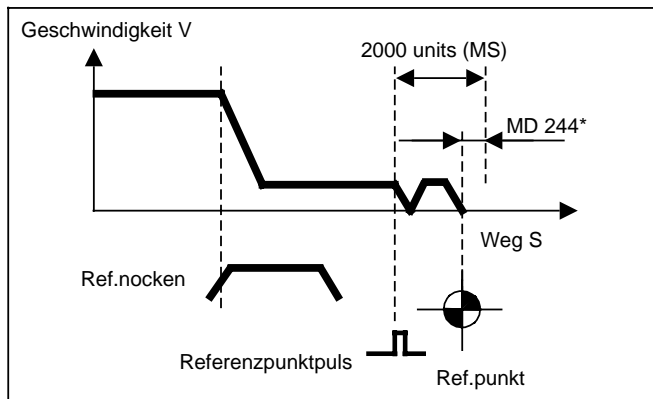 Geschwindigkeit V
2000 units (MS)
MD 244*
Weg S
Ref.nocken
Referenzpunktpuls
Ref.punkt